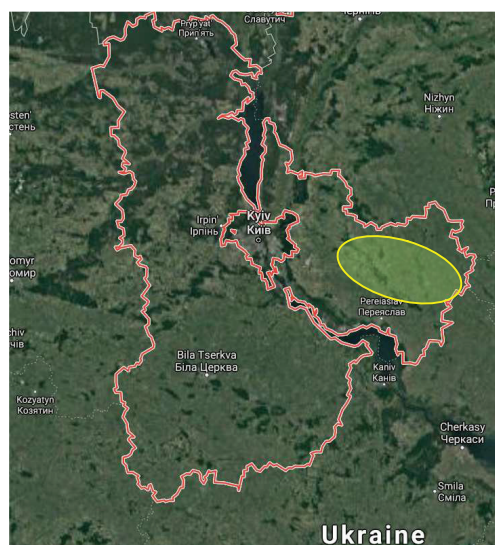 Славутич
Pryp'yat
Прип'ять
Nizhyn
Ніжин
Irpin'
Ірпінь
Kyiv
Київ
Pereiaslav
Переяслав
Bila Tserkva
Біла Церква
Kaniv
Канів
Kozyatyn
Козятин
Cherkasy
Черкаси
Smila
Сміла
Ukraine